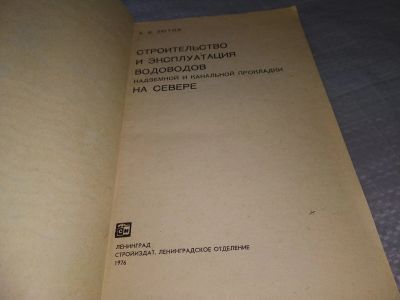 СТРОИТЕЛЬСТВО
И ЭКСПЛУАТАЦИЯ
ВОДОВОДОВ
НАДЗЕМНОЙ И КАНАЛЬНОЙ ПРОКЛАДКИ
НА СЕВЕРЕ
ЛЕНИНГРАД
СТРОЙИЗДАТ, ЛЕНИНГРАДСКОЕ ОТДЕЛЕНИЕ
1976